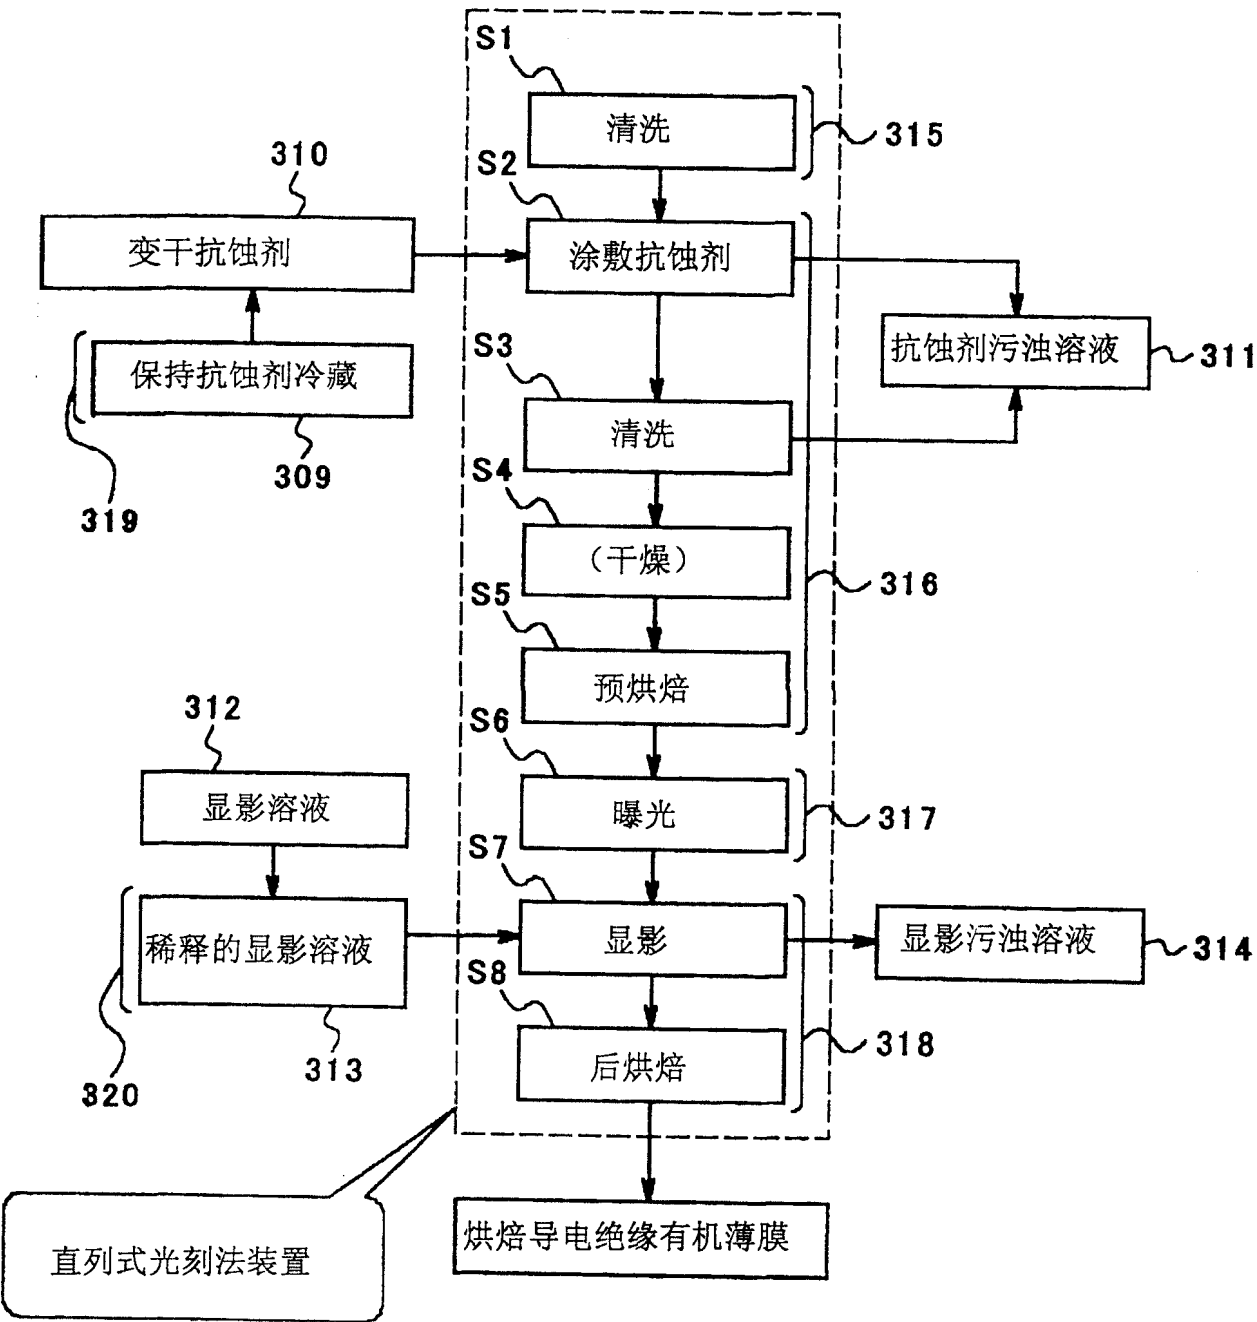 S1
清洗
315
310
S2
变干抗蚀剂
涂敷抗蚀剂
S3
抗蚀剂污浊溶液
311
保持抗蚀剂冷藏
清洗
309
S4
319
(干燥)
316
S5
预烘焙
312
S6
显影溶液
曝光
317
S7
稀释的显影溶液
显影
显影污浊溶液
314
S8
313
后烘焙
318
320
烘焙导电绝缘有机薄膜
直列式光刻法装置